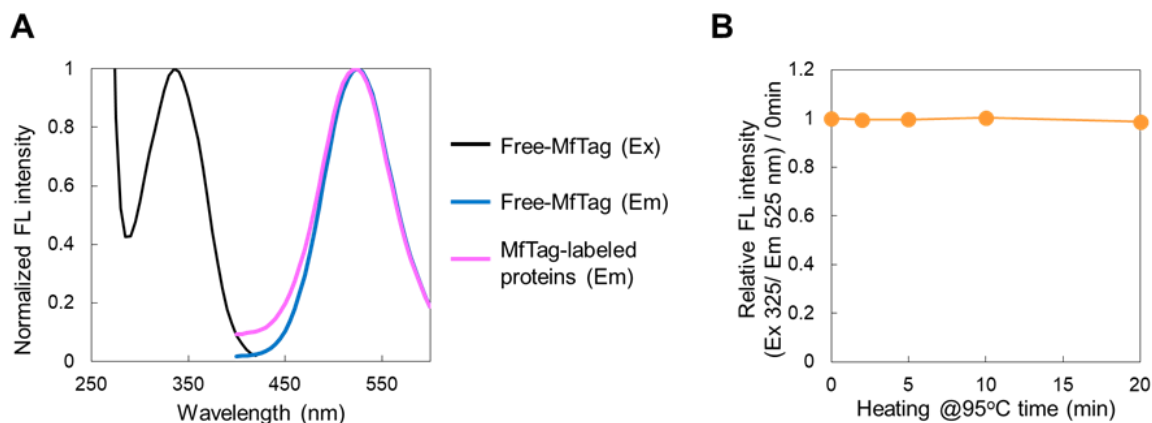 A
Normalized FL intensity
1
0.8
0.6
0.4
0.2
0
250
350
450
550
Wavelength (nm)
Free-MfTag (Ex)
Free-MfTag (Em)
MfTag-labeled
proteins (Em)
B
Relative FL intensity
(Ex 325/ Em 525 nm) / 0min
1.2
1
0.8
0.6
0.4
0.2
0
0
5
10
15
20
Heating @95°C time (min)